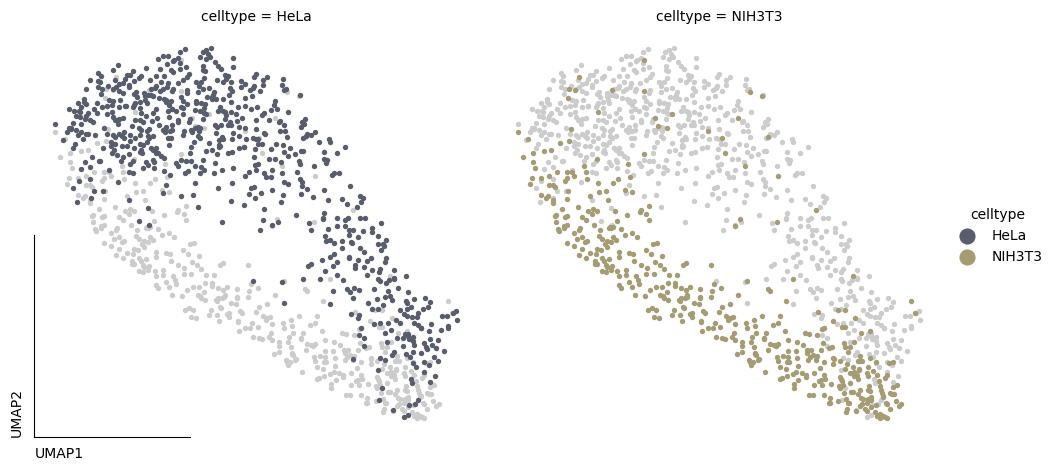 celltype = HeLa
celltype = NIH3T3
celltype
HeLa
NIH3T3
UMAP2
UMAP1